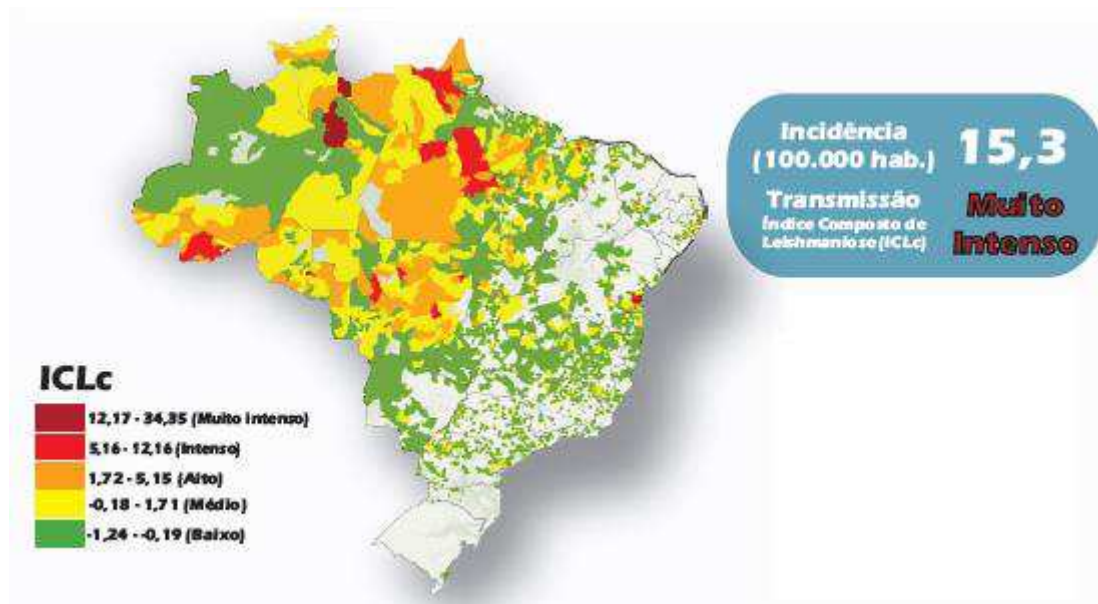 Incidência
(100.000 hab.)
15,3
Transmissão
Índice Composto de
Leishmaniose (ICLc)
Muito
Intenso
ICLc
12,17 - 34,35 (Muito intenso)
5,16 - 12,16 (Intenso)
1,72 - 5,15 (Alto)
-0,18 - 1,71 (Médio)
-1,24 - -0,19 (Baixo)